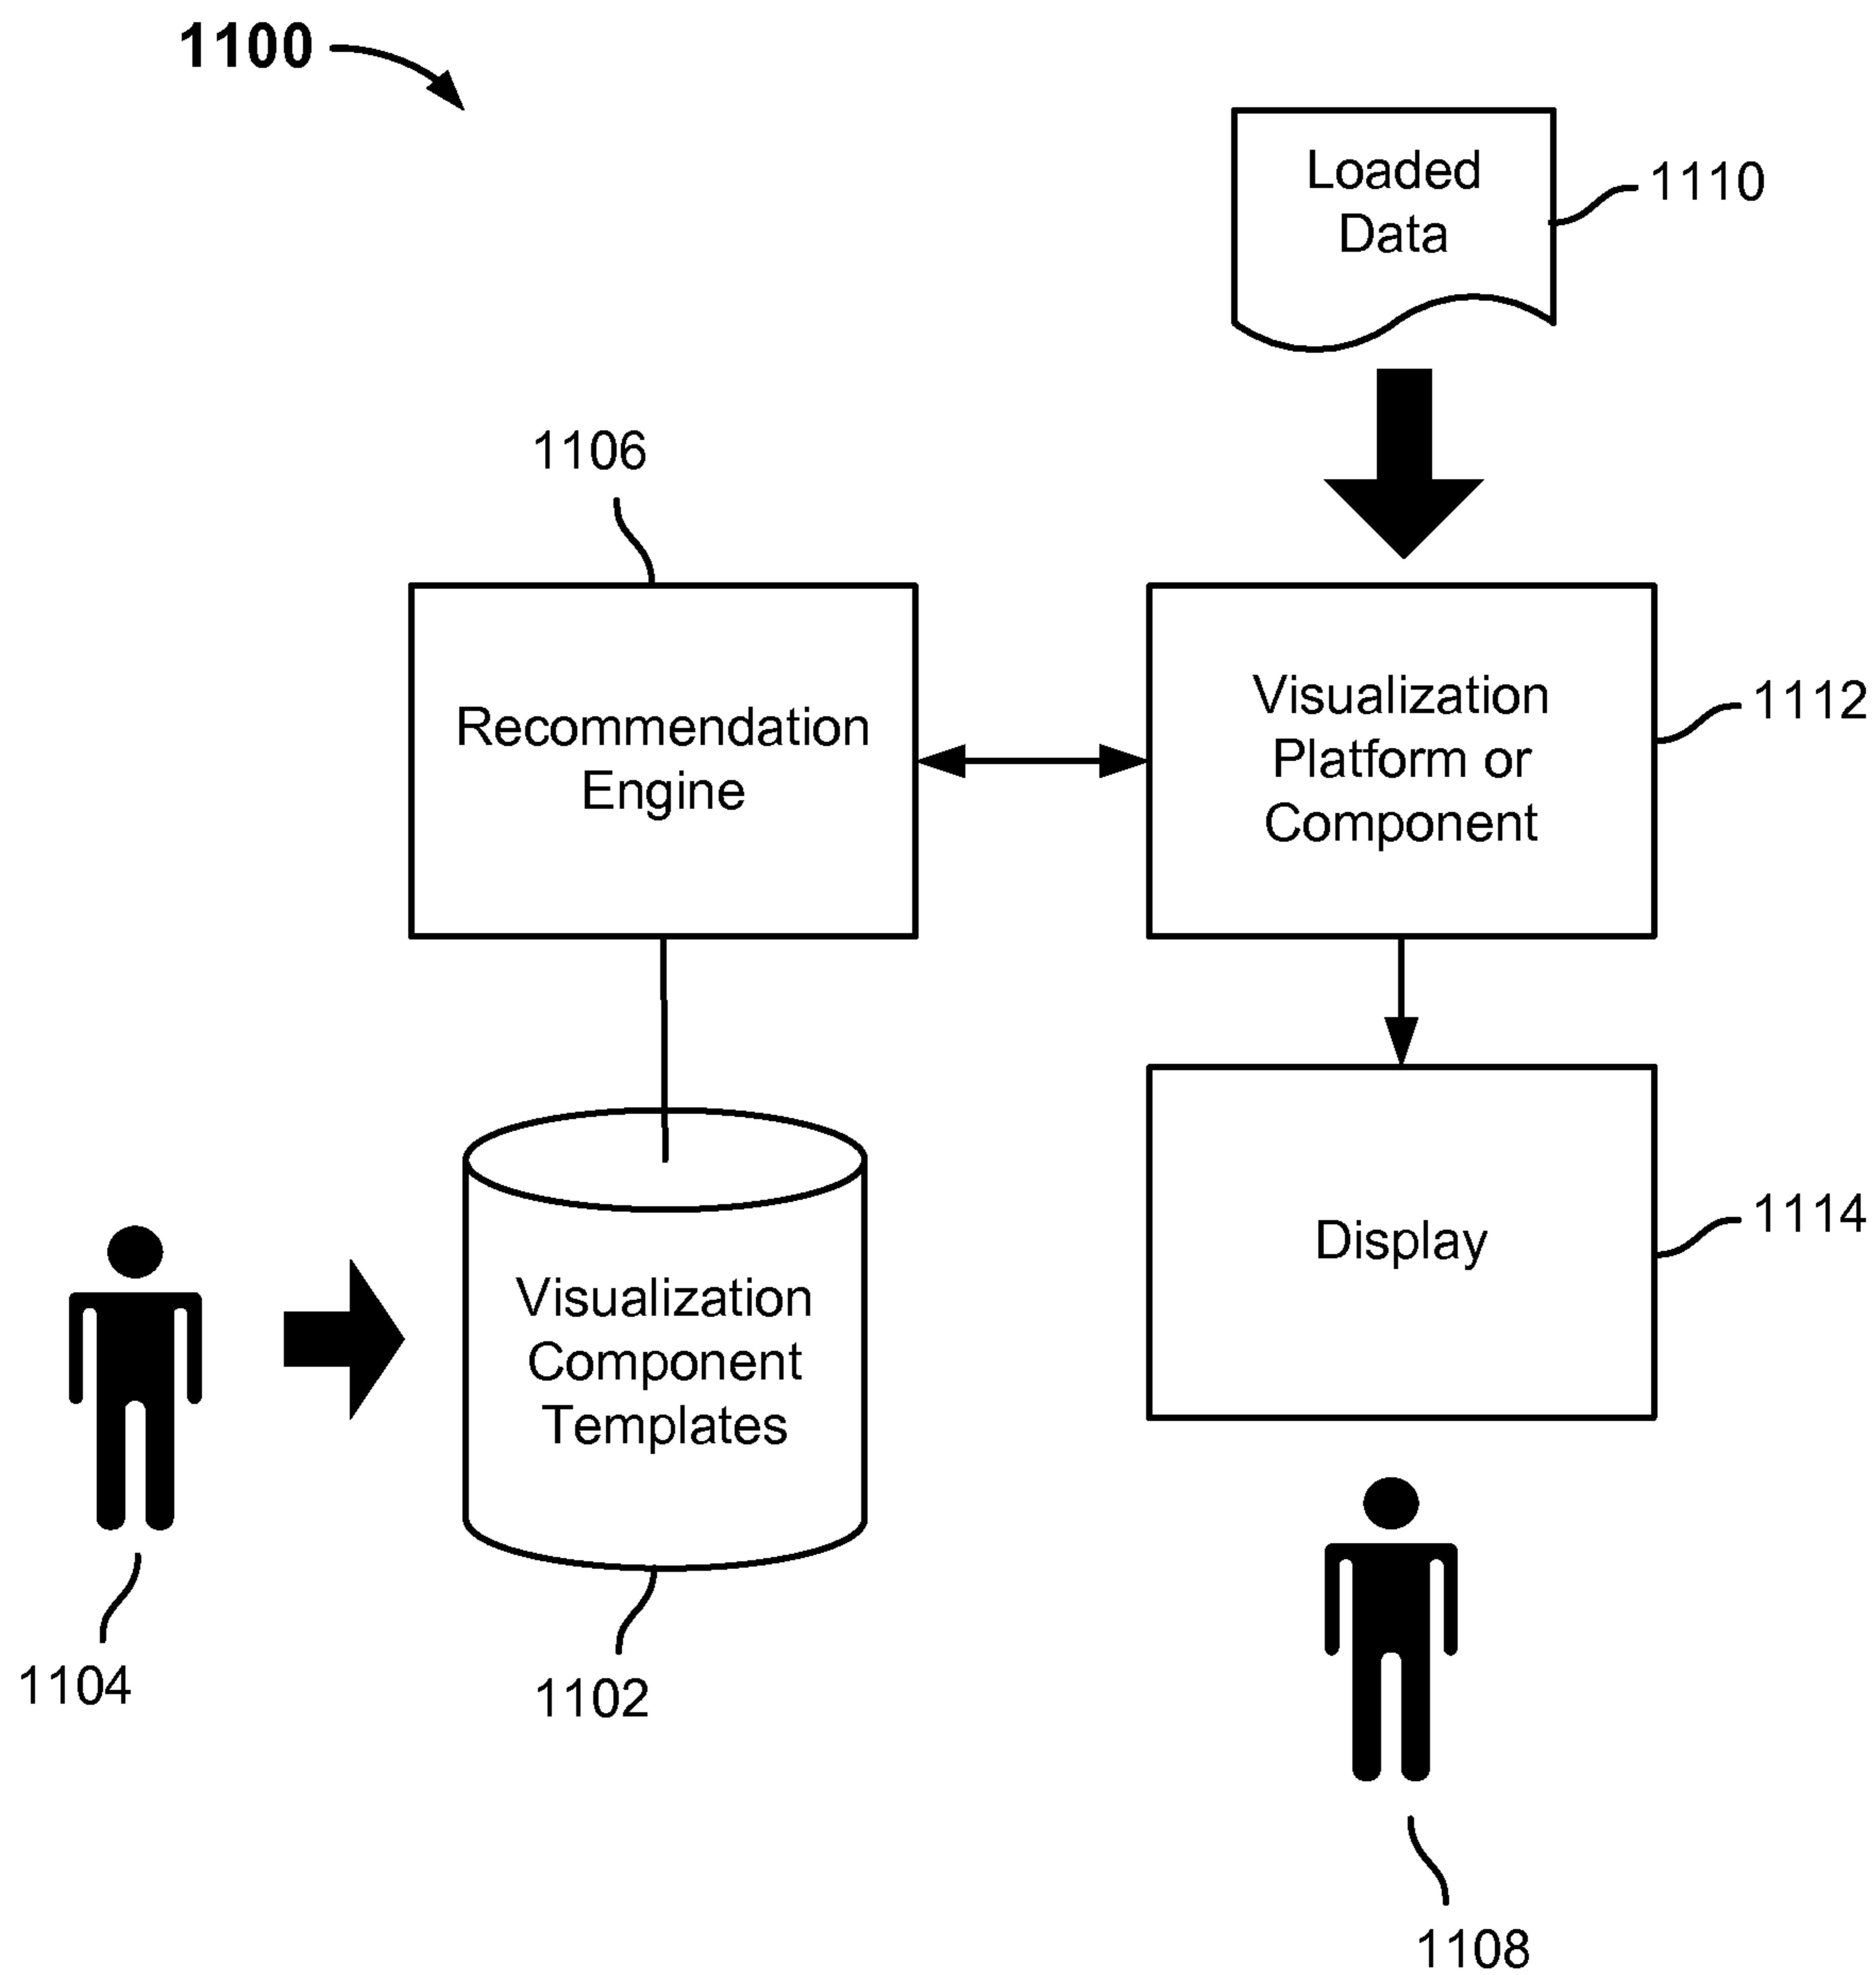 1100
Loaded
Data
1110
1106
Recommendation
Engine
Visualization
Platform or
Component
1112
Visualization
Component
Templates
Display
1114
1104
1102
1108